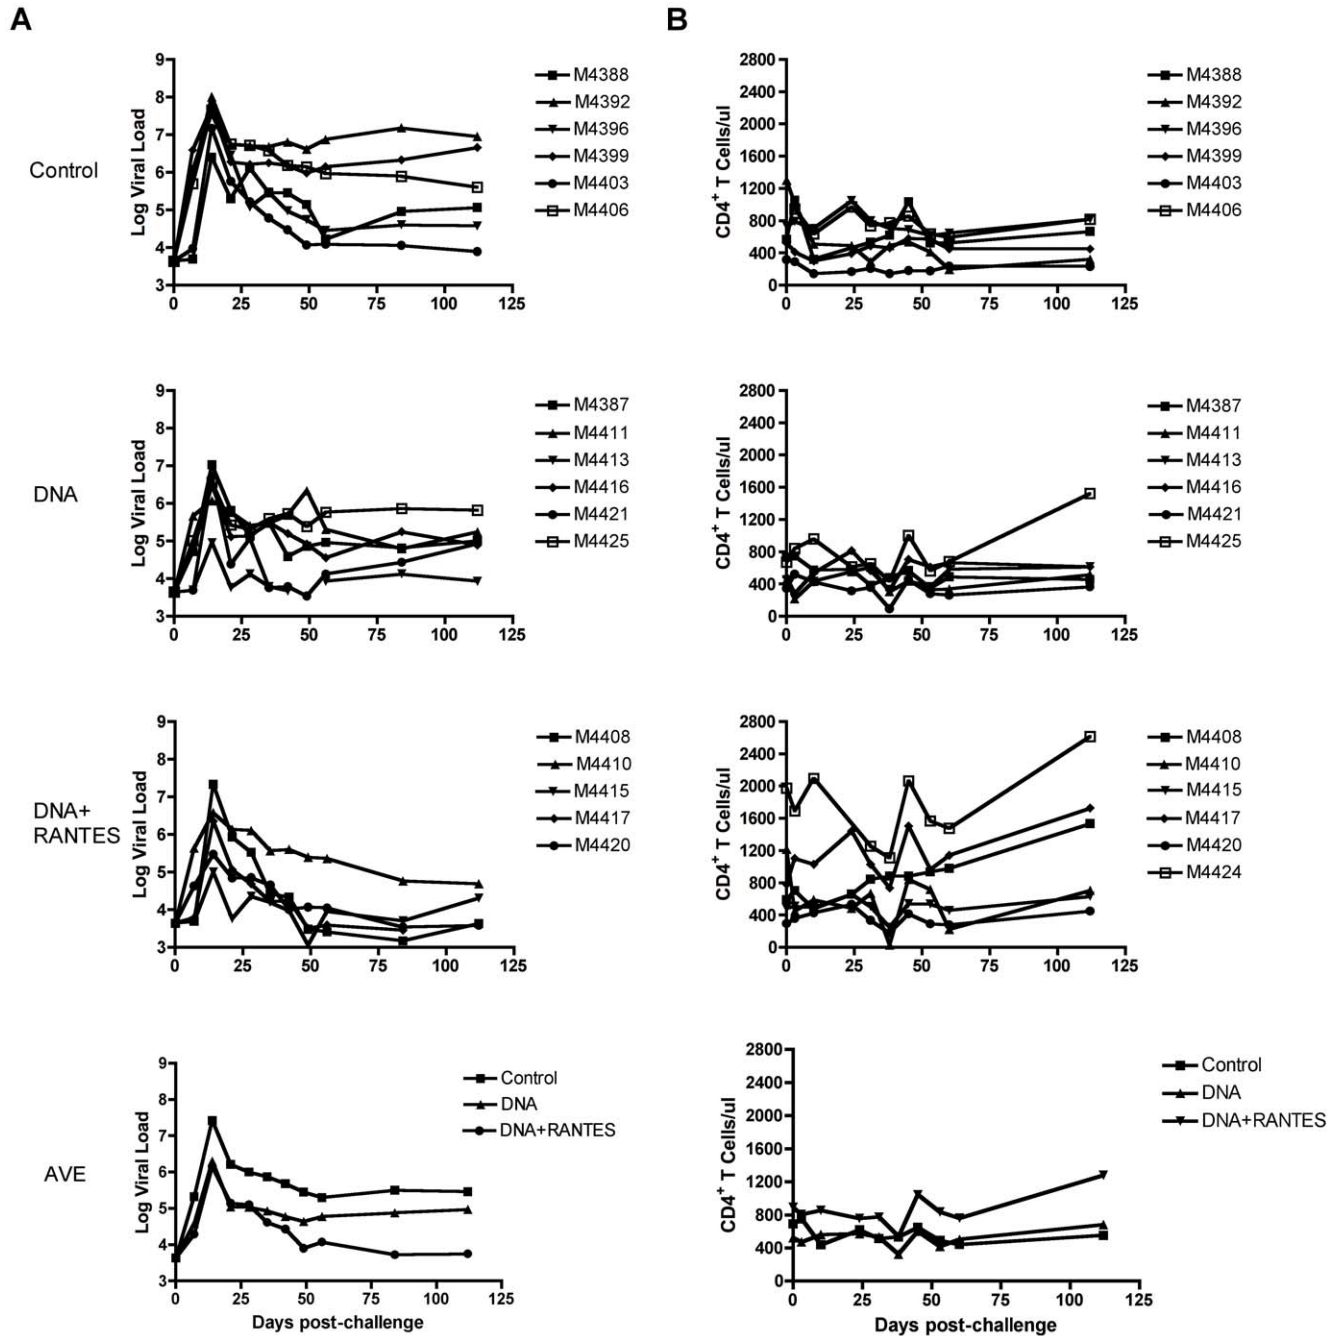 A
B
9
8
7
6
5
4
3
0 25 50 75 100 125
Log Viral Load
Control
M4388
M4392
M4396
M4399
M4403
M4406
2800
2400
2000
1600
1200
800
400
0
0 25 50 75 100 125
CD4+ T Cells/ul
M4388
M4392
M4396
M4399
M4403
M4406
9
8
7
6
5
4
3
0 25 50 75 100 125
Log Viral Load
DNA
M4387
M4411
M4413
M4416
M4421
M4425
2800
2400
2000
1600
1200
800
400
0
0 25 50 75 100 125
CD4+ T Cells/ul
M4387
M4411
M4413
M4416
M4421
M4425
9
8
7
6
5
4
3
0 25 50 75 100 125
Log Viral Load
DNA+
RANTES
M4408
M4410
M4415
M4417
M4420
2800
2400
2000
1600
1200
800
400
0
0 25 50 75 100 125
CD4+ T Cells/ul
M4408
M4410
M4415
M4417
M4420
M4424
9
8
7
6
5
4
3
0 25 50 75 100 125
Log Viral Load
AVE
Control
DNA
DNA+RANTES
Days post-challenge
2800
2400
2000
1600
1200
800
400
0
0 25 50 75 100 125
CD4+ T Cells/ul
Control
DNA
DNA+RANTES
Days post-challenge